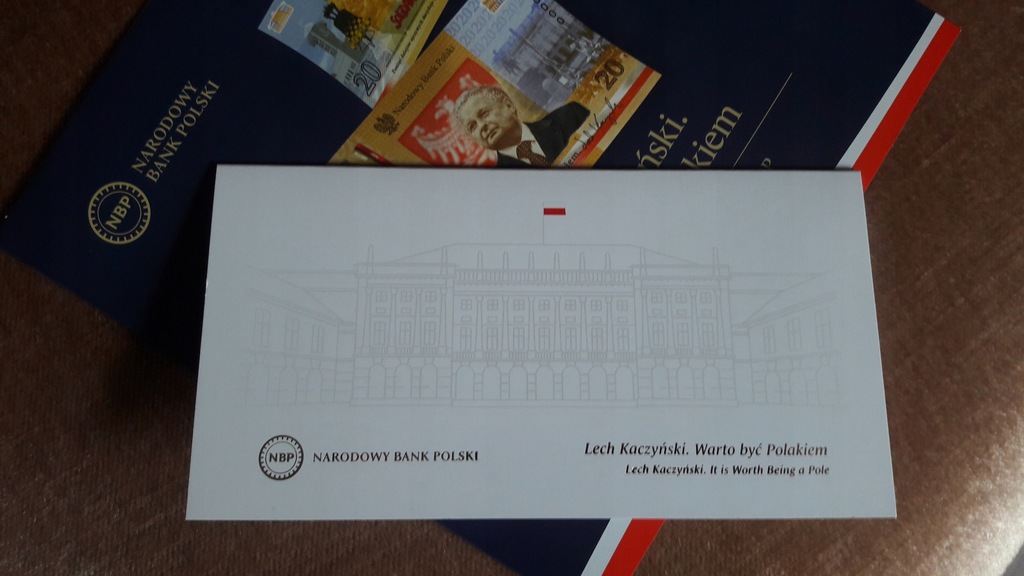 NARODOWY
BANK POLSKI
NBP
20
Narodowy Bank Polski
20
ński.
kiem
NBP
NARODOWY BANK POLSKI
Lech Kaczyński. Warto być Polakiem
Lech Kaczyński. It is Worth Being a Pole